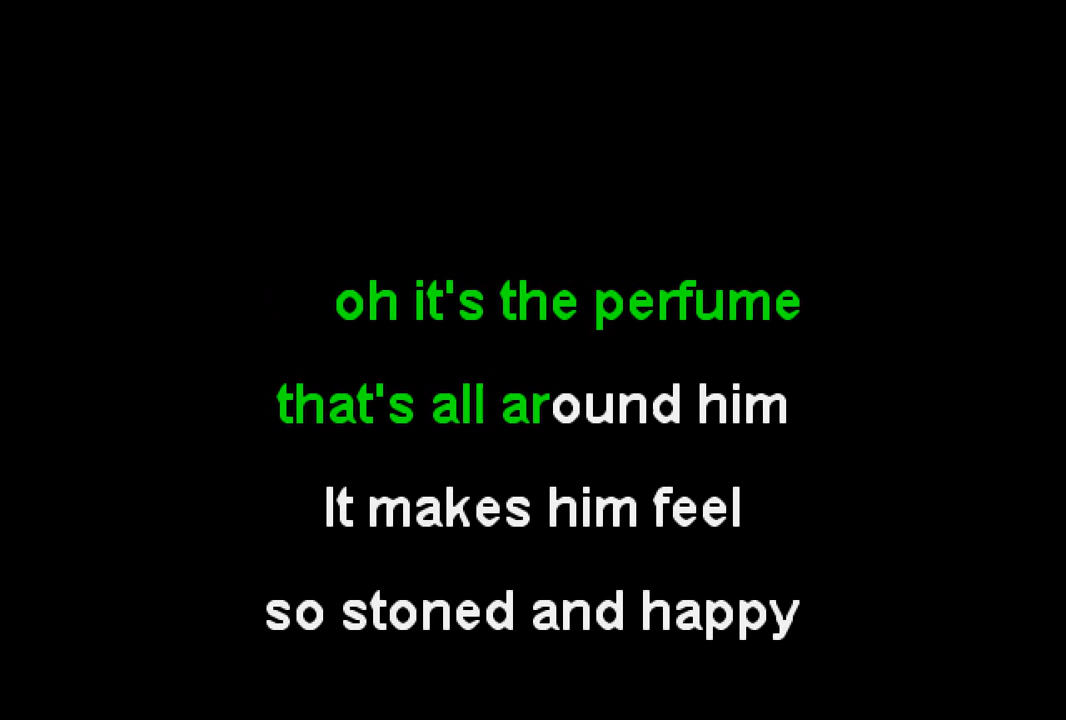 oh it's the perfume
that's all around him
It makes him feel
so stoned and happy